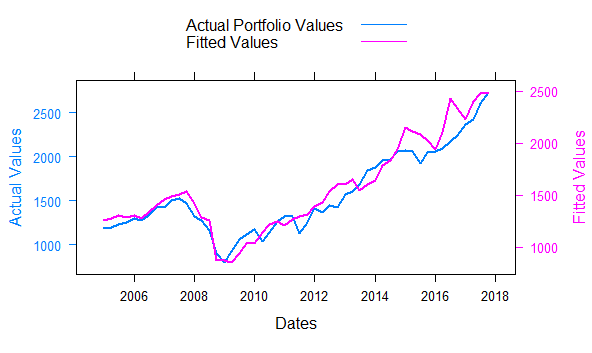 Actual Portfolio Values
Fitted Values
2500
2000
1500
1000
Actual Values
2500
2000
1500
1000
Fitted Values
2006 2008 2010 2012 2014 2016 2018
Dates